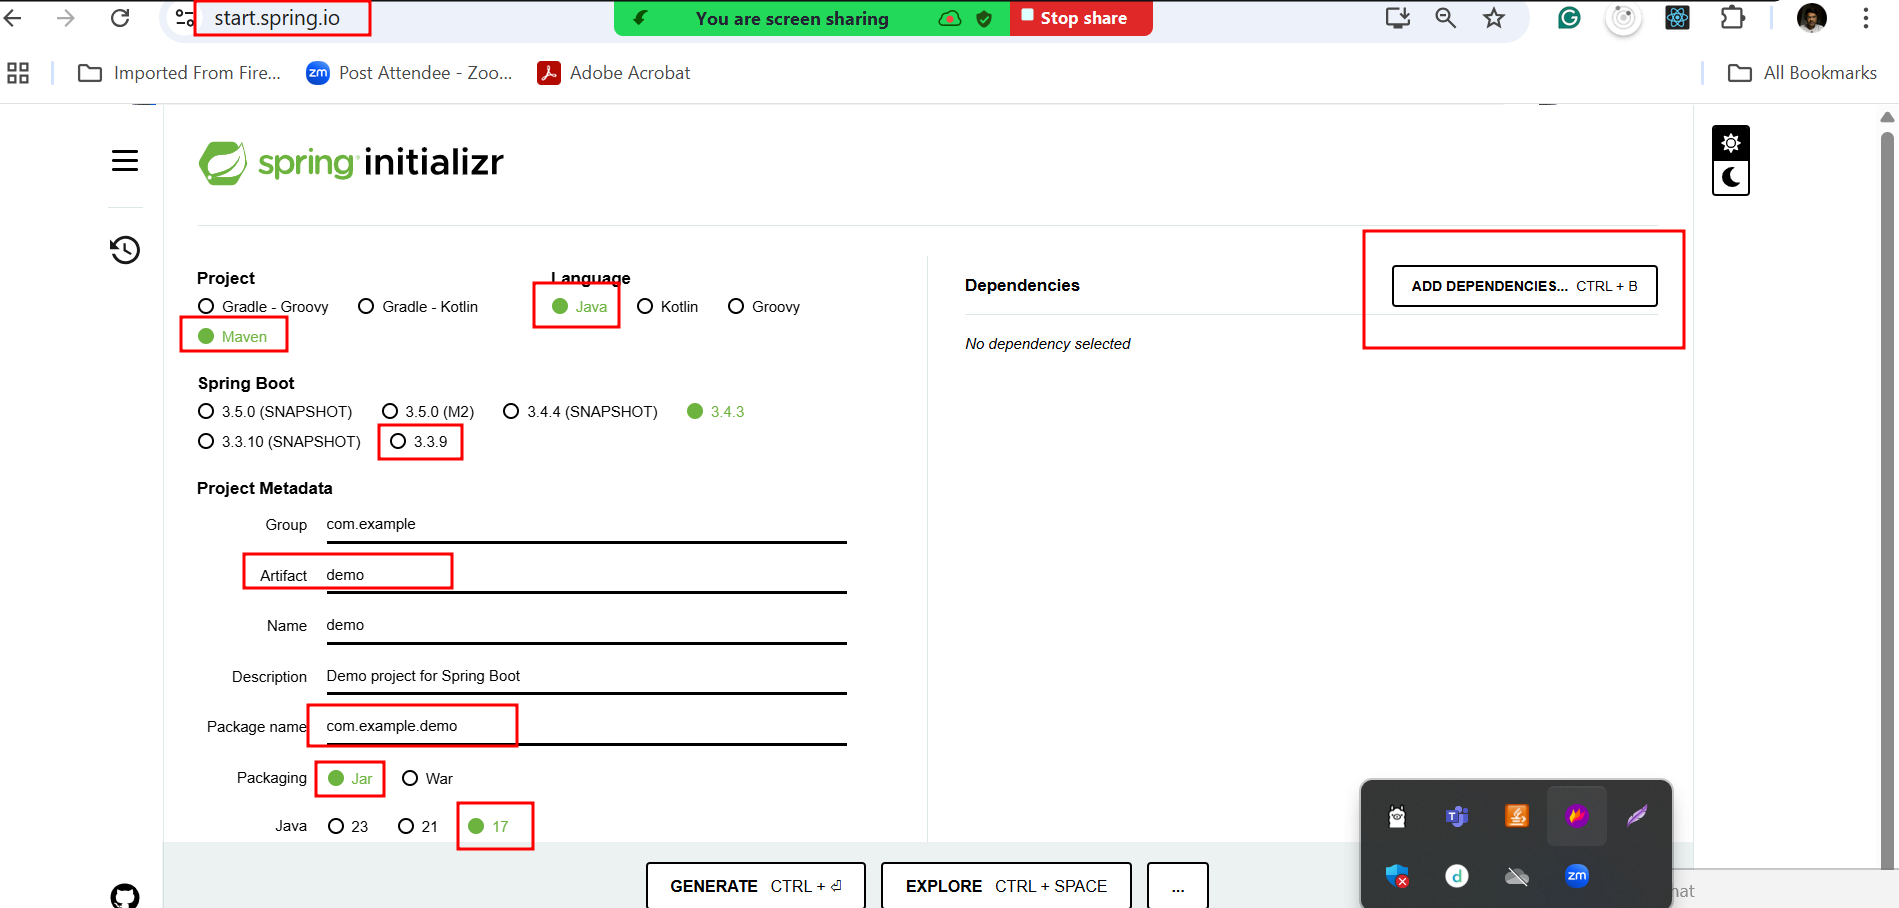 start.spring.io
You are screen sharing
Stop share
Imported From Fire...
zm
Post Attendee - Zoo...
Adobe Acrobat
All Bookmarks
spring initializr
Project
Language
Gradle - Groovy
Gradle - Kotlin
Java
Kotlin
Groovy
Maven
Spring Boot
3.5.0 (SNAPSHOT)
3.5.0 (M2)
3.4.4 (SNAPSHOT)
3.4.3
3.3.10 (SNAPSHOT)
3.3.9
Project Metadata
Group com.example
Artifact demo
Name demo
Description Demo project for Spring Boot
Package name com.example.demo
Packaging Jar War
Java 23 21 17
Dependencies
ADD DEPENDENCIES... CTRL + B
No dependency selected
GENERATE CTRL + ⏎
EXPLORE CTRL + SPACE
...
zm